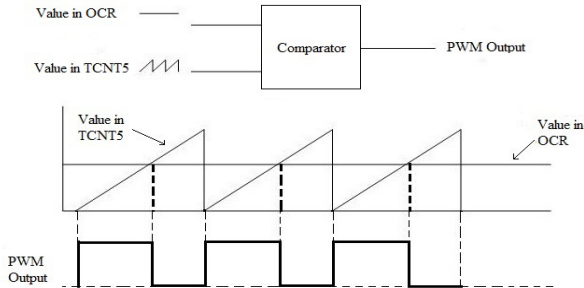 Value in OCR
Comparator
PWM Output
Value in TCNT5
Value in
TCNT5
Value in
OCR
PWM
Output